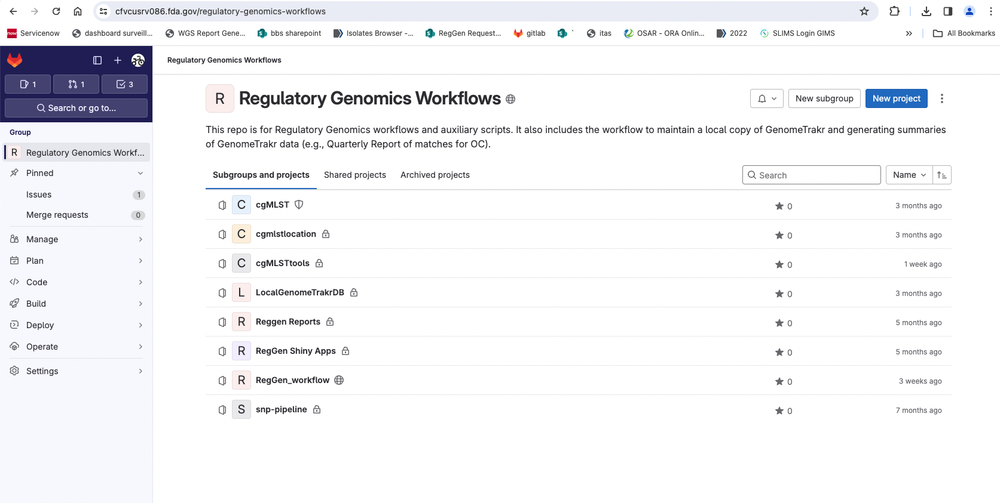 cfvcusrv086.fda.gov/regulatory-genomics-workflows
now Servicenow dashboard surveill... WGS Report Gene... bbs sharepoint Isolates Browser -... RegGen Request... gitlab ` itas OSAR - ORA Onlin... 2022 SLIMS Login GIMS » All Bookmarks
Regulatory Genomics Workflows
1 1 3
Search or go to...
Group
R Regulatory Genomics Workf...
Pinned
Issues 1
Merge requests 0
Manage
Plan
Code
Build
Deploy
Operate
Settings
R Regulatory Genomics Workflows
New subgroup New project
This repo is for Regulatory Genomics workflows and auxiliary scripts. It also includes the workflow to maintain a local copy of GenomeTrakr and generating summaries
of GenomeTrakr data (e.g., Quarterly Report of matches for OC).
Subgroups and projects Shared projects Archived projects Search Name
C cgMLST 0 3 months ago
C cgmlstlocation 0 3 months ago
C cgMLSTtools 0 1 week ago
L LocalGenomeTrakrDB 0 3 months ago
R Reggen Reports 0 5 months ago
R RegGen Shiny Apps 0 5 months ago
R RegGen_workflow 0 3 weeks ago
S snp-pipeline 0 7 months ago